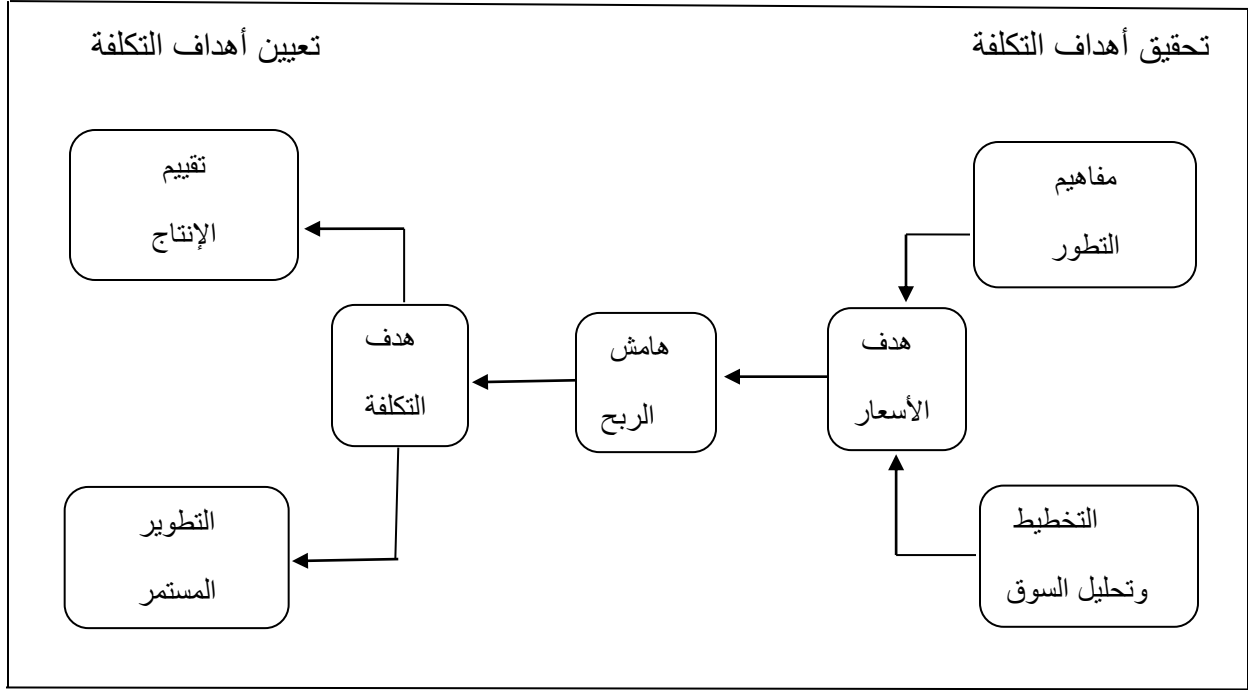 تحقيق أهداف التكلفة
تعيين أهداف التكلفة
مفاهيم
التطور
تقييم
الإنتاج
هدف
الأسعار
هامش
الربح
هدف
التكلفة
التخطيط
وتحليل السوق
التطوير
المستمر